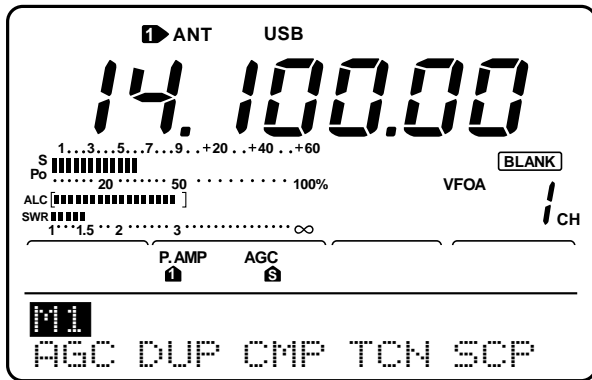 1 ANT USB
14.100.00
1...3...5...7...9..+20..+40..+60
S
Po
BLANK
20 50 100%
VFOA
1 CH
ALC
SWR
1 1.5 2 3 ∞
P.AMP AGC
1 S
M1
AGC DUP CMP TCN SCP